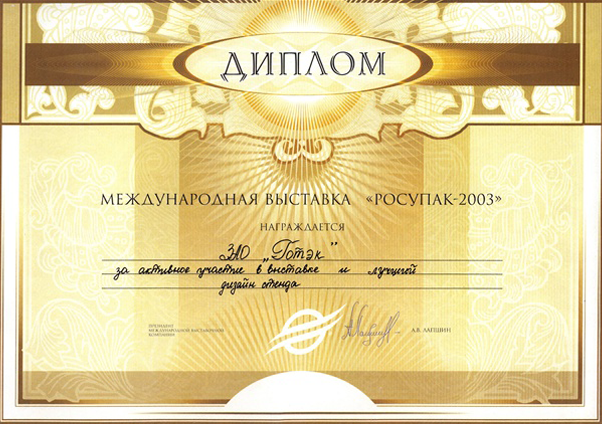 ДИПЛОМ
МЕЖДУНАРОДНАЯ ВЫСТАВКА «РОСУПАК-2003»
НАГРАЖДАЕТСЯ
ЗАО „Готэк"
за активное участие в выставке и лучший
дизайн стенда
ПРЕЗИДЕНТ
МЕЖДУНАРОДНОЙ ВЫСТАВОЧНОЙ
КОМПАНИИ
А.В. ЛАПШИН